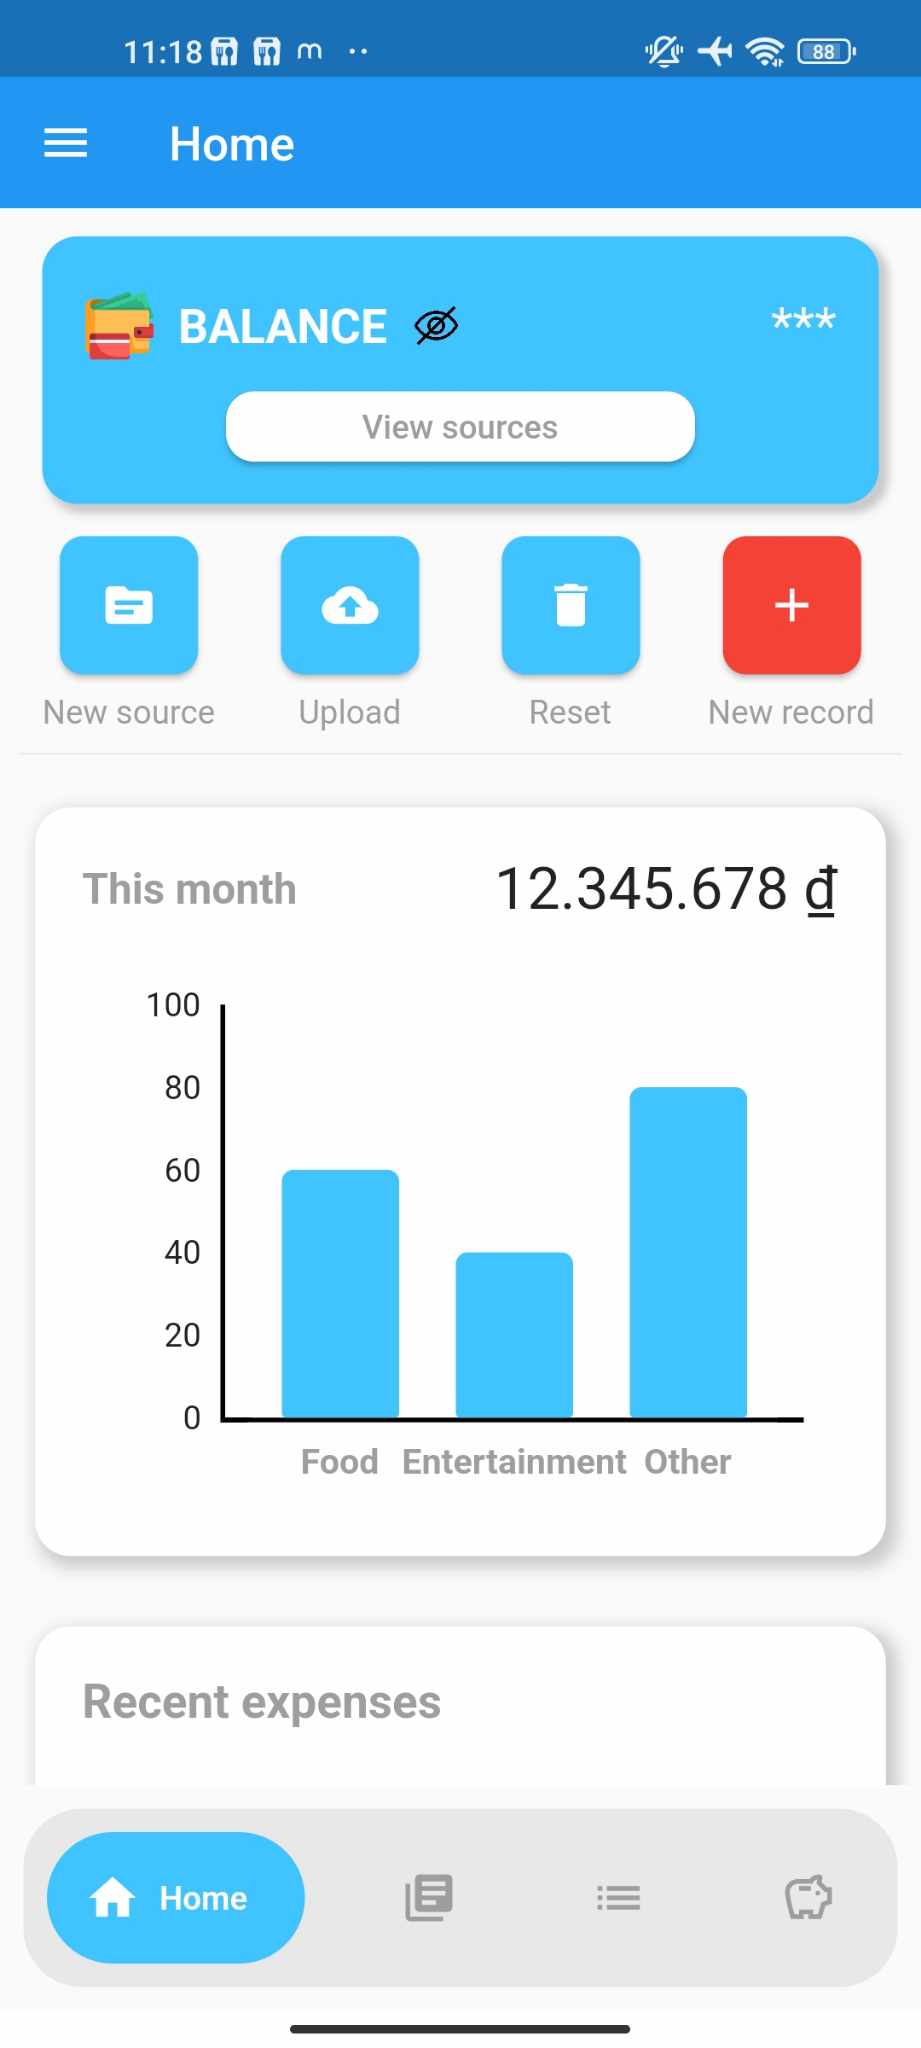 11:18
88
Home
BALANCE
***
View sources
New source
Upload
Reset
New record
This month
12.345.678 ₫
100
80
60
40
20
0
Food Entertainment Other
Recent expenses
Home